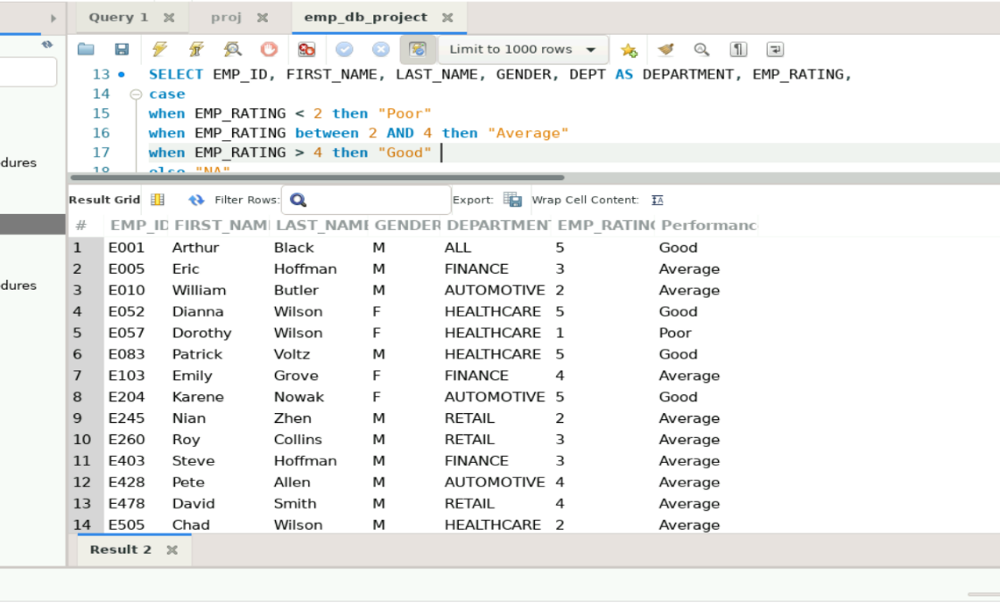 Query 1 proj emp_db_project
Limit to 1000 rows
13 SELECT EMP_ID, FIRST_NAME, LAST_NAME, GENDER, DEPT AS DEPARTMENT, EMP_RATING,
14 case
15 when EMP_RATING < 2 then "Poor"
16 when EMP_RATING between 2 AND 4 then "Average"
17 when EMP_RATING > 4 then "Good"
18 else "NA"
dures
dures
Result Grid Filter Rows: Export: Wrap Cell Content:
# EMP_ID FIRST_NAM LAST_NAME GENDER DEPARTMEN EMP_RATING Performanc
1 E001 Arthur Black M ALL 5 Good
2 E005 Eric Hoffman M FINANCE 3 Average
3 E010 William Butler M AUTOMOTIVE 2 Average
4 E052 Dianna Wilson F HEALTHCARE 5 Good
5 E057 Dorothy Wilson F HEALTHCARE 1 Poor
6 E083 Patrick Voltz M HEALTHCARE 5 Good
7 E103 Emily Grove F FINANCE 4 Average
8 E204 Karene Nowak F AUTOMOTIVE 5 Good
9 E245 Nian Zhen M RETAIL 2 Average
10 E260 Roy Collins M RETAIL 3 Average
11 E403 Steve Hoffman M FINANCE 3 Average
12 E428 Pete Allen M AUTOMOTIVE 4 Average
13 E478 David Smith M RETAIL 4 Average
14 E505 Chad Wilson M HEALTHCARE 2 Average
Result 2